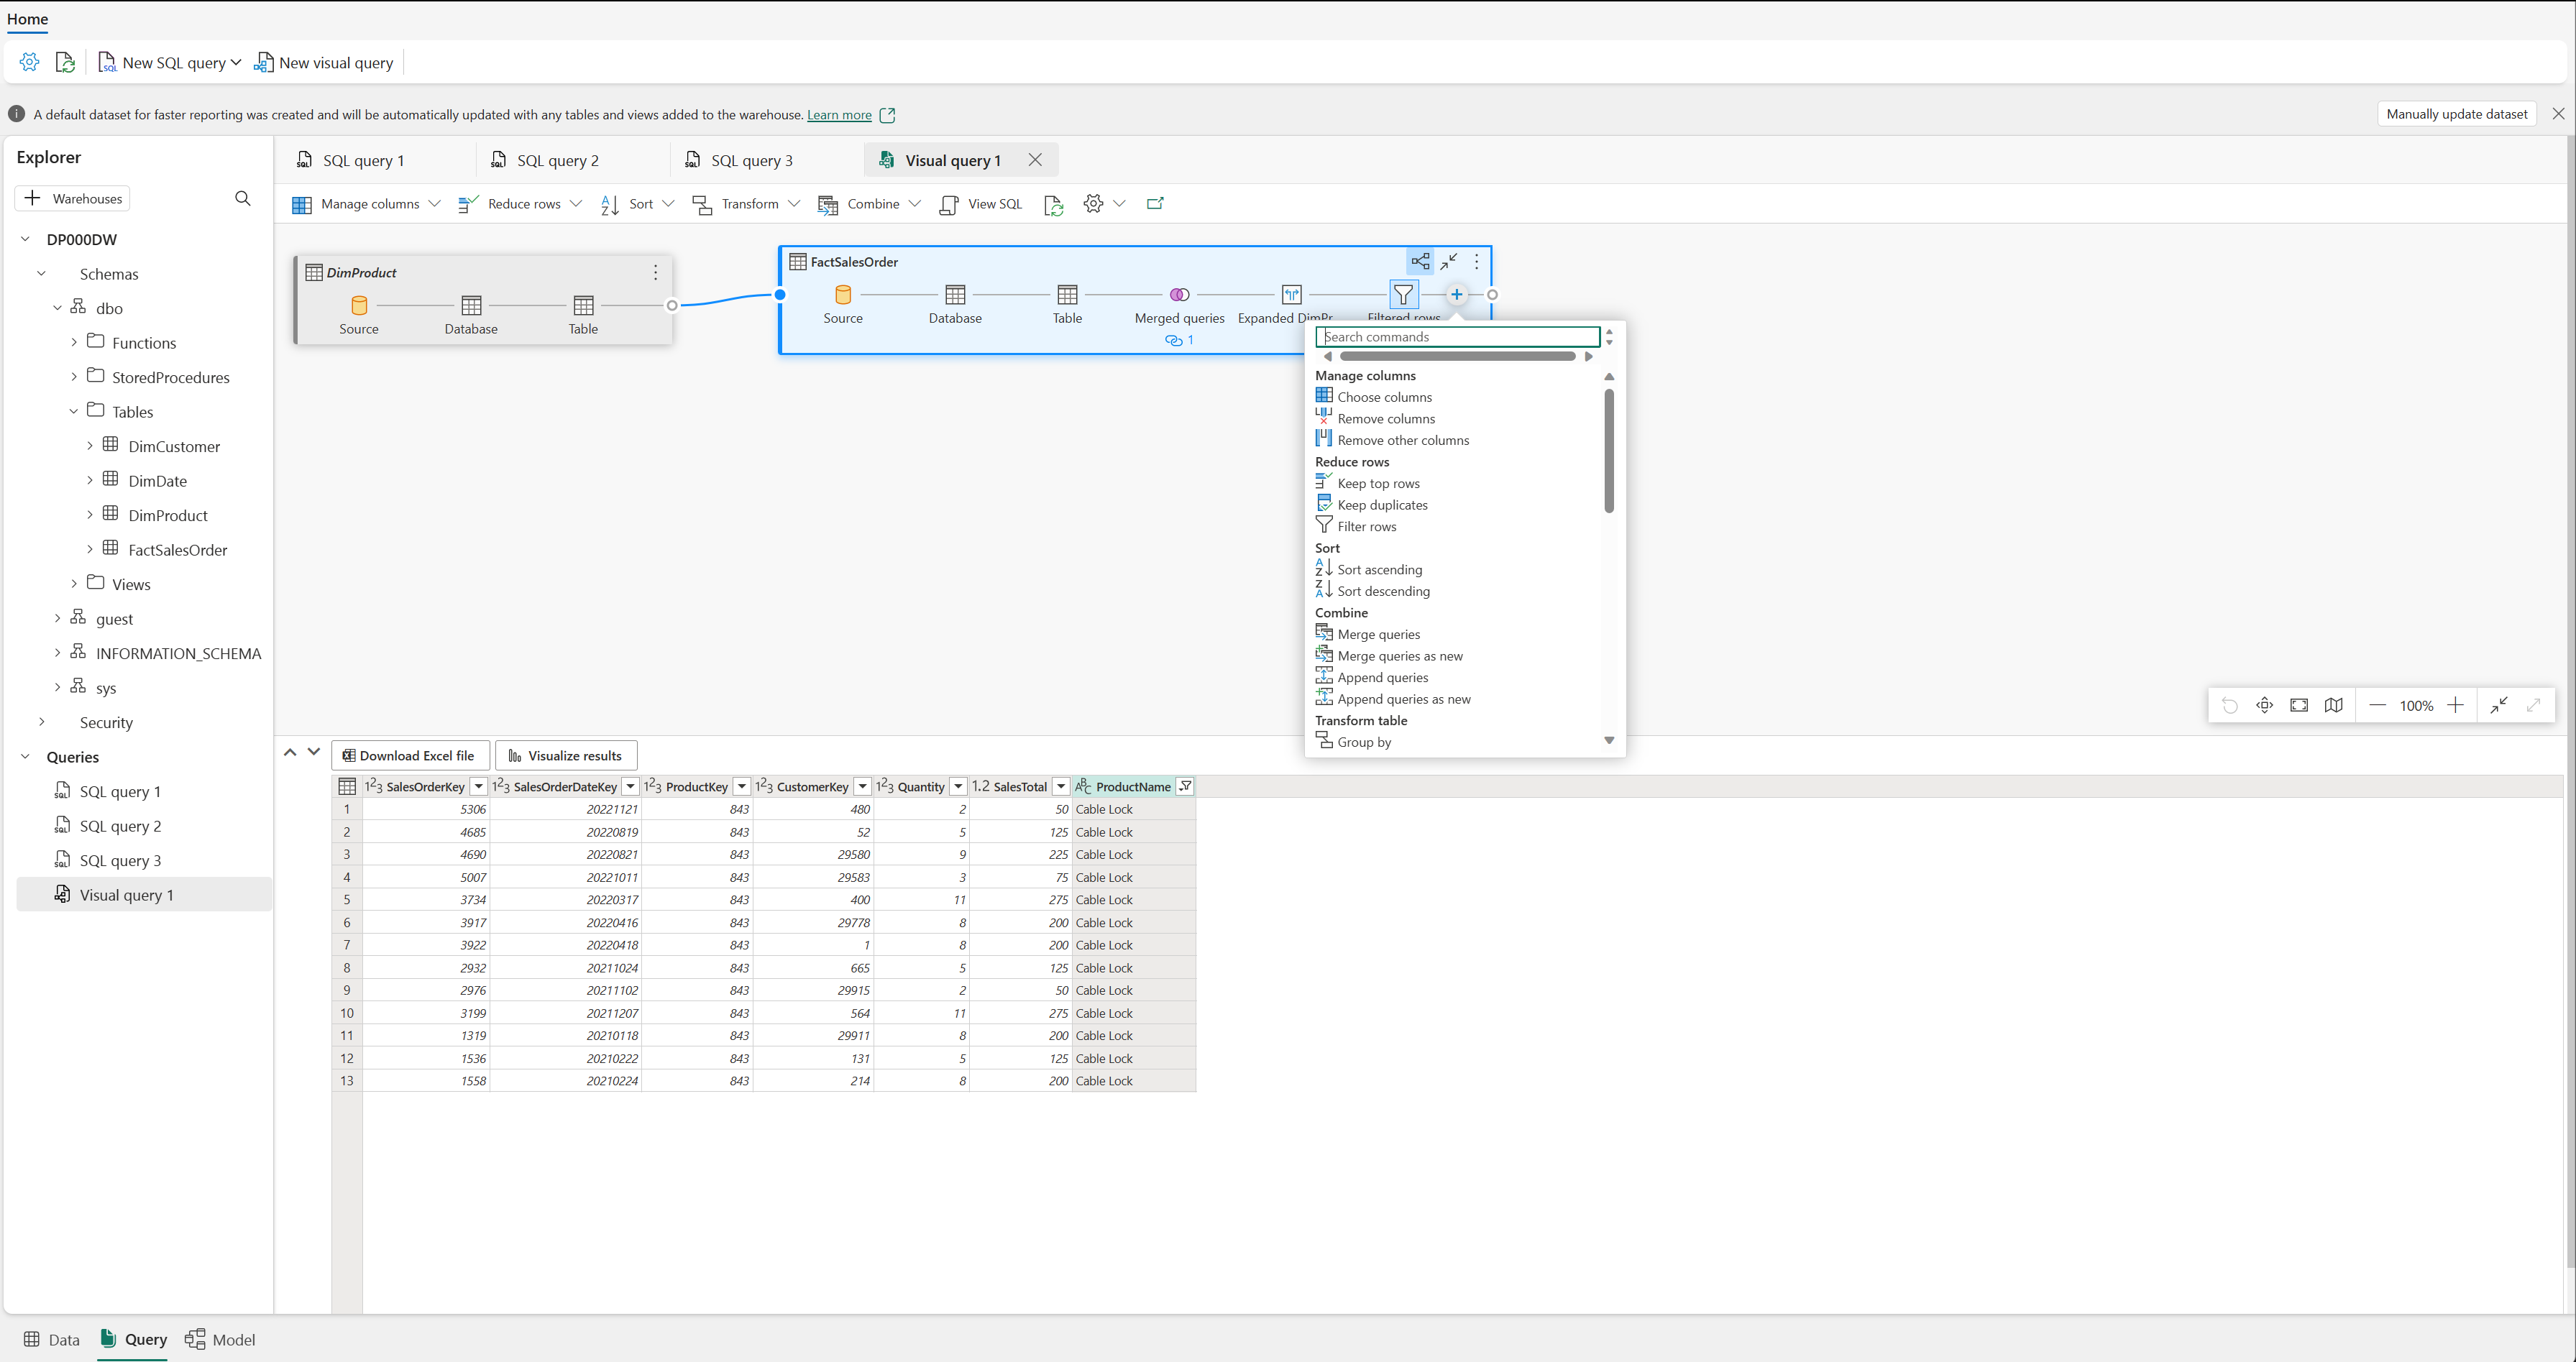 Home
New SQL query New visual query
A default dataset for faster reporting was created and will be automatically updated with any tables and views added to the warehouse. Learn more Manually update dataset
Explorer
Warehouses
DP000DW
Schemas
dbo
Functions
StoredProcedures
Tables
DimCustomer
DimDate
DimProduct
FactSalesOrder
Views
guest
INFORMATION_SCHEMA
sys
Security
Queries
SQL query 1
SQL query 2
SQL query 3
Visual query 1
SQL query 1 SQL query 2 SQL query 3 Visual query 1
Manage columns Reduce rows Sort Transform Combine View SQL
DimProduct
Source Database Table
FactSalesOrder
Source Database Table Merged queries Expanded DimPr Filtered rows
1
Search commands
Manage columns
Choose columns
Remove columns
Remove other columns
Reduce rows
Keep top rows
Keep duplicates
Filter rows
Sort
Sort ascending
Sort descending
Combine
Merge queries
Merge queries as new
Append queries
Append queries as new
Transform table
Group by
100%
Download Excel file Visualize results
123 SalesOrderKey 123 SalesOrderDateKey 123 ProductKey 123 CustomerKey 123 Quantity 1.2 SalesTotal ABC ProductName
1 5306 20221121 843 480 2 50 Cable Lock
2 4685 20220819 843 52 5 125 Cable Lock
3 4690 20220821 843 29580 9 225 Cable Lock
4 5007 20221011 843 29583 3 75 Cable Lock
5 3734 20220317 843 400 11 275 Cable Lock
6 3917 20220416 843 29778 8 200 Cable Lock
7 3922 20220418 843 1 8 200 Cable Lock
8 2932 20211024 843 665 5 125 Cable Lock
9 2976 20211102 843 29915 2 50 Cable Lock
10 3199 20211207 843 564 11 275 Cable Lock
11 1319 20210118 843 29911 8 200 Cable Lock
12 1536 20210222 843 131 5 125 Cable Lock
13 1558 20210224 843 214 8 200 Cable Lock
Data Query Model